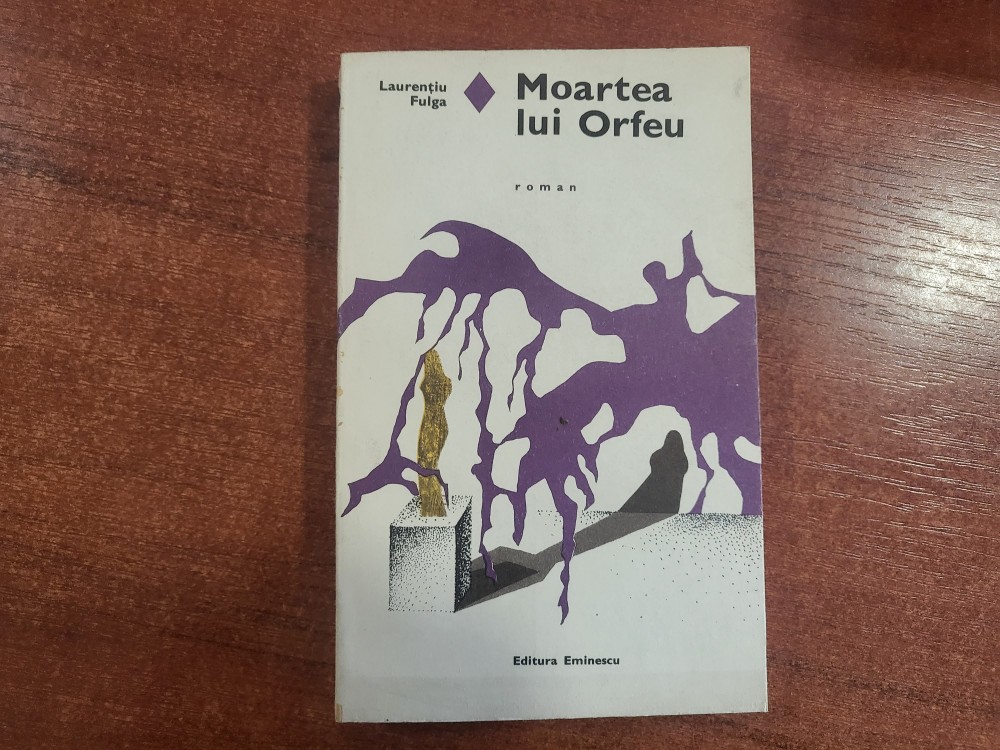 Laurențiu
Fulga
Moartea
lui Orfeu
roman
Editura Eminescu